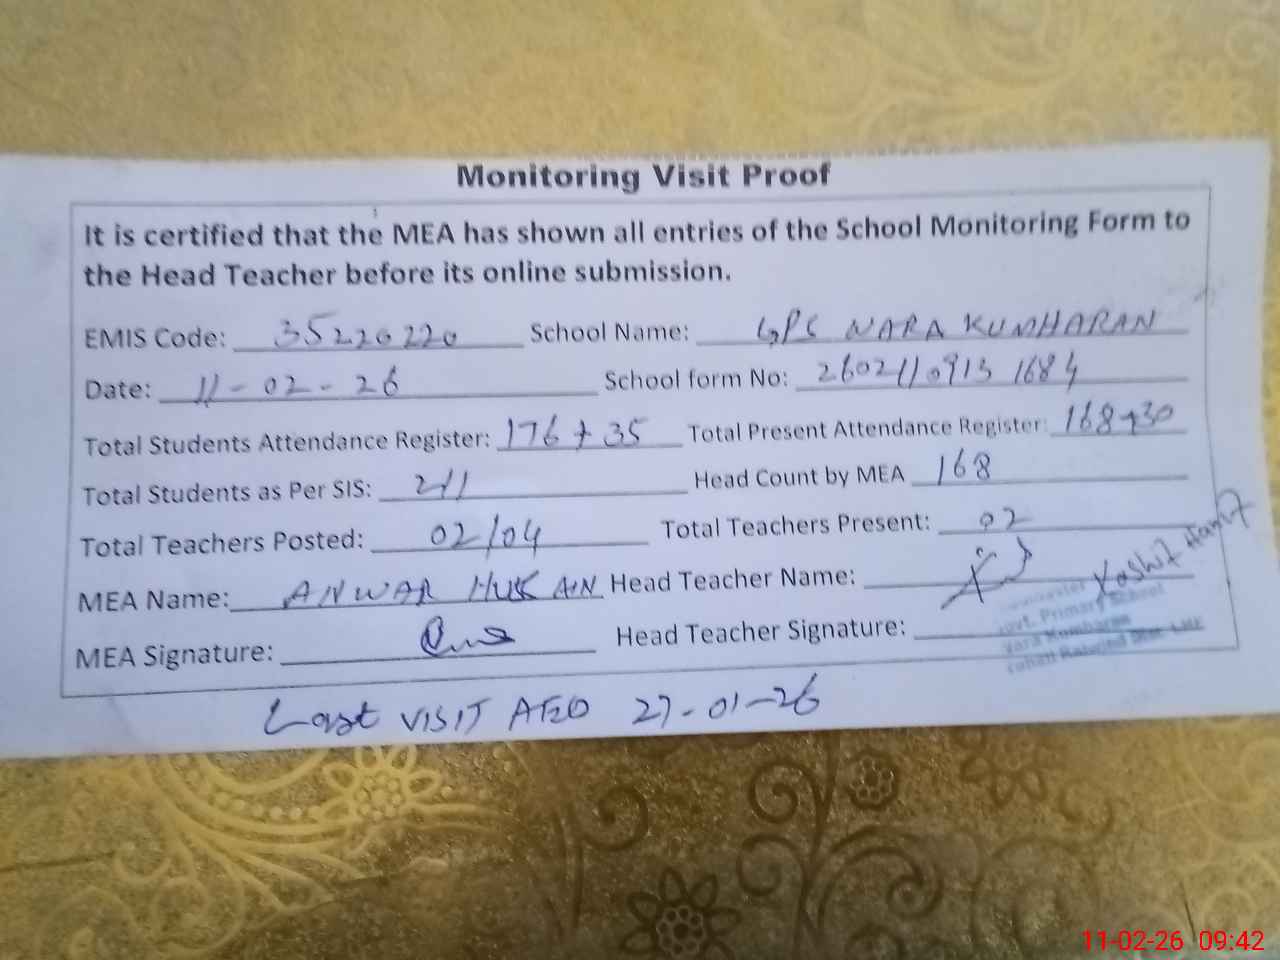 Monitoring Visit Proof
It is certified that the MEA has shown all entries of the School Monitoring Form to
the Head Teacher before its online submission.
EMIS Code: 35220220 School Name: GPS NARA KUMHARAN
Date: 11-02-26 School form No: 26021109131684
Total Students Attendance Register: 176+35 Total Present Attendance Register: 168+30
Total Students as Per SIS: 211 Head Count by MEA 168
Total Teachers Posted: 02/04 Total Teachers Present: 02
MEA Name: ANWAR HUSSAIN Head Teacher Name:
MEA Signature: Head Teacher Signature:
Govt. Primary School
Last VISIT AEO 27-01-26
11-02-26 09:42